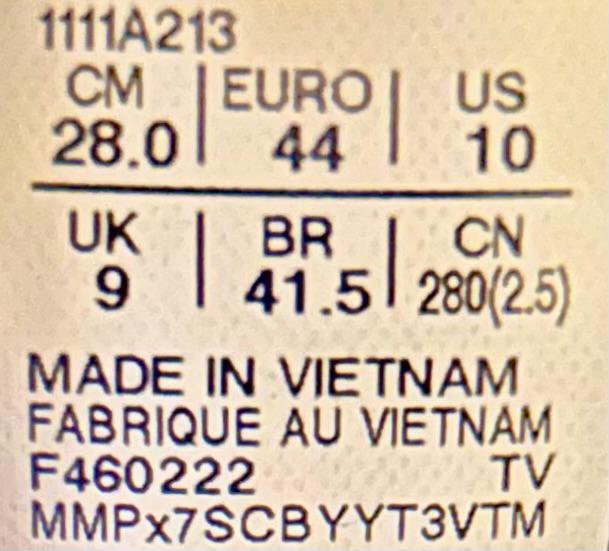 1111A213
CM | EURO | US
28.0 | 44 | 10
UK | BR | CN
9 | 41.5 | 280(2.5)
MADE IN VIETNAM
FABRIQUE AU VIETNAM
F460222 TV
MMPx7SCBYYT3VTM